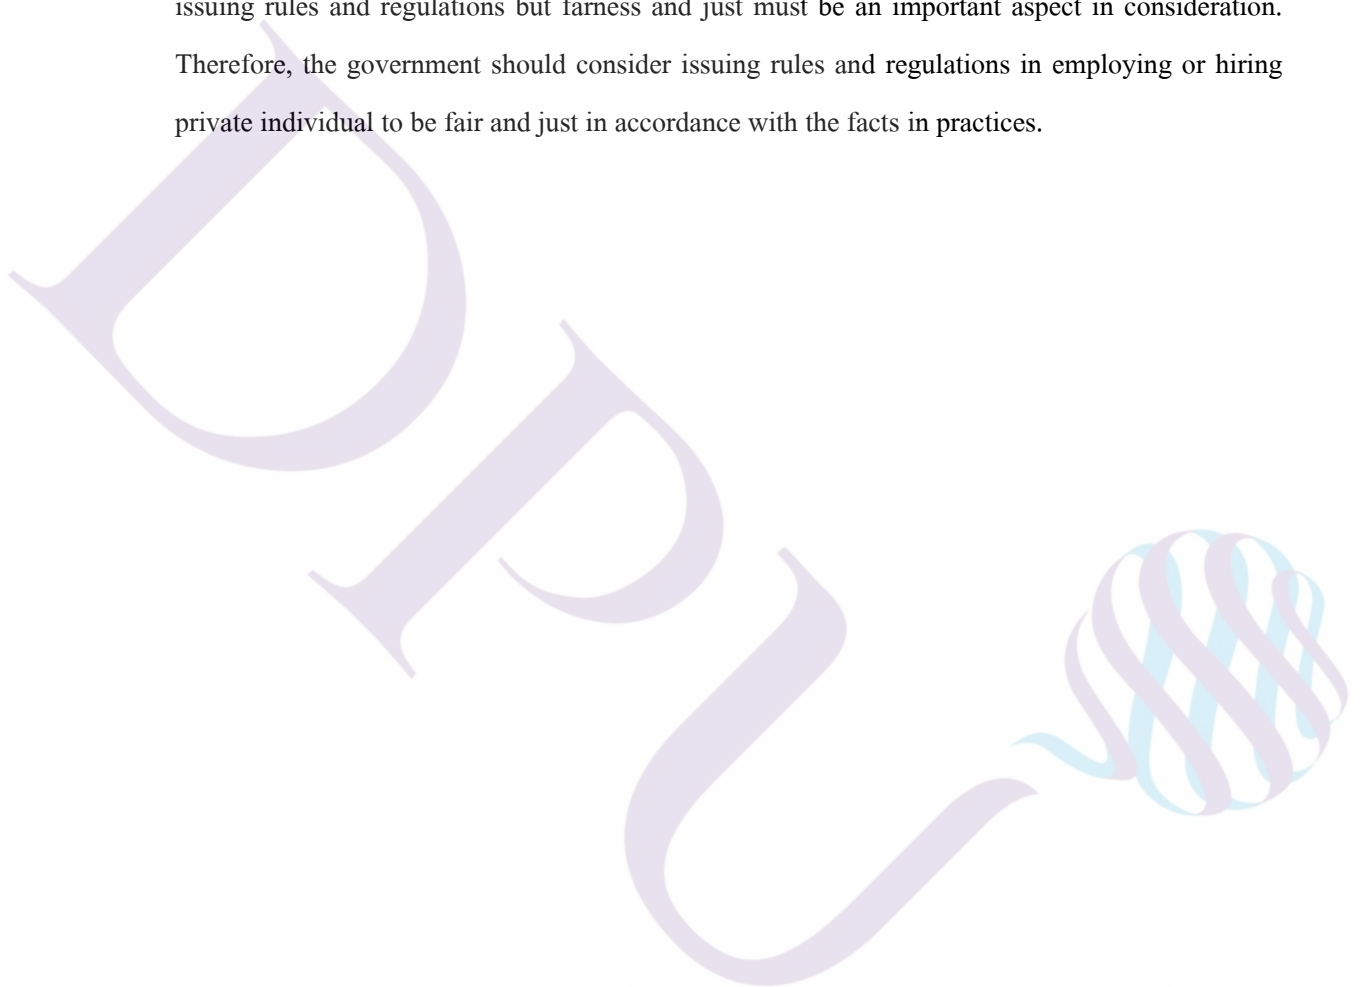 issuing rules and regulations but farness and just must be an important aspect in consideration.
Therefore, the government should consider issuing rules and regulations in employing or hiring
private individual to be fair and just in accordance with the facts in practices.
DPU